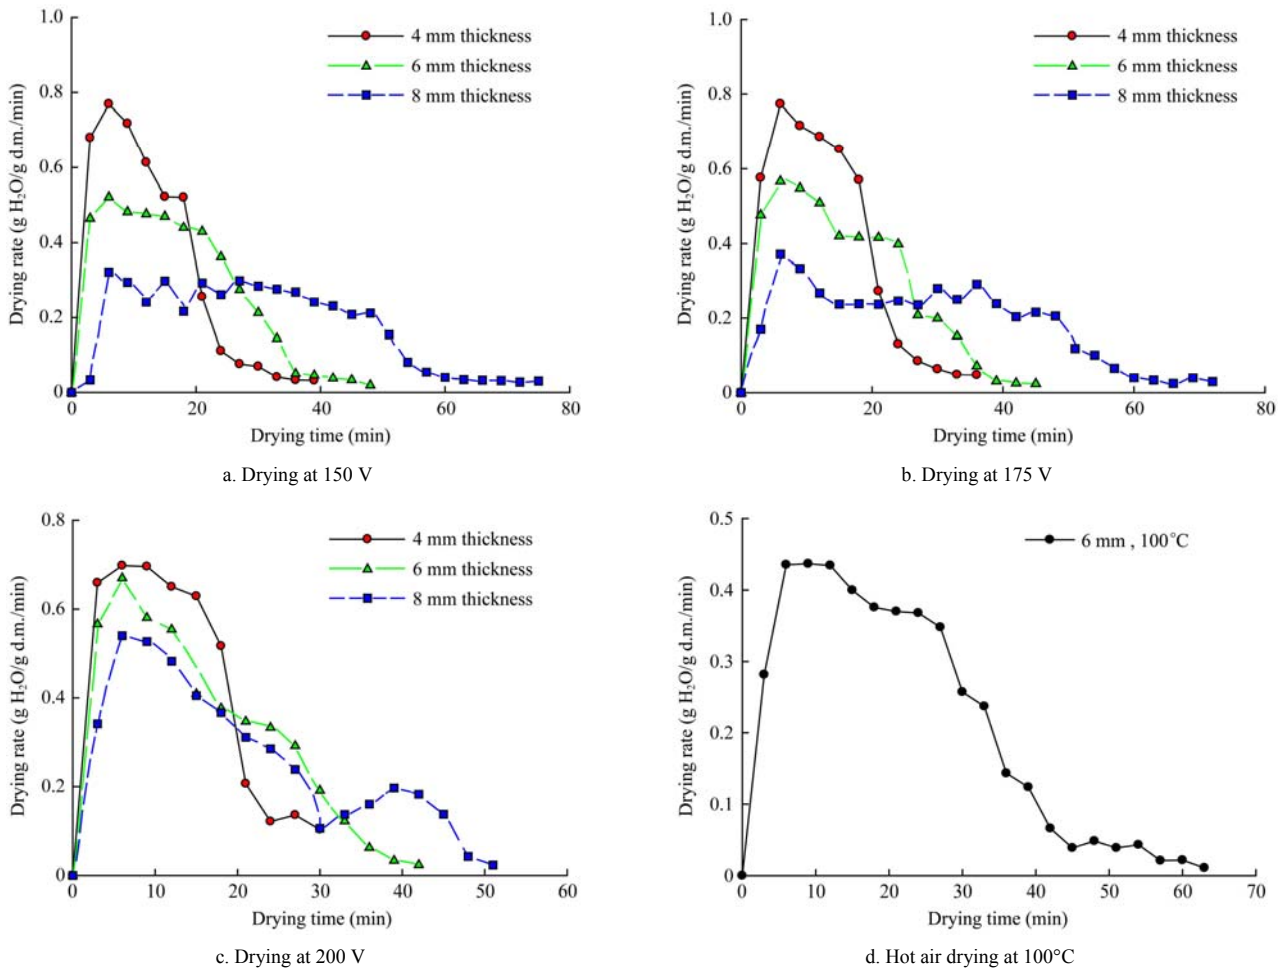 1.0
0.8
0.6
0.4
0.2
0
0 20 40 60 80
Drying rate (g H₂O/g d.m./min)
Drying time (min)
4 mm thickness
6 mm thickness
8 mm thickness
a. Drying at 150 V
1.0
0.8
0.6
0.4
0.2
0
0 20 40 60 80
Drying rate (g H₂O/g d.m./min)
Drying time (min)
4 mm thickness
6 mm thickness
8 mm thickness
b. Drying at 175 V
0.8
0.6
0.4
0.2
0
0 10 20 30 40 50 60
Drying rate (g H₂O/g d.m./min)
Drying time (min)
4 mm thickness
6 mm thickness
8 mm thickness
c. Drying at 200 V
0.5
0.4
0.3
0.2
0.1
0
0 10 20 30 40 50 60 70
Drying rate (g H₂O/g d.m./min)
Drying time (min)
6 mm , 100°C
d. Hot air drying at 100°C